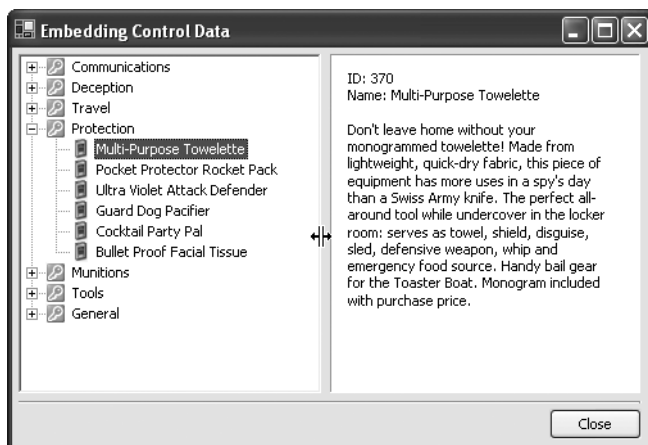 Embedding Control Data
Communications
Deception
Travel
Protection
Multi-Purpose Towelette
Pocket Protector Rocket Pack
Ultra Violet Attack Defender
Guard Dog Pacifier
Cocktail Party Pal
Bullet Proof Facial Tissue
Munitions
Tools
General
ID: 370
Name: Multi-Purpose Towelette
Don't leave home without your
monogrammed towelette! Made from
lightweight, quick-dry fabric, this piece of
equipment has more uses in a spy's day
than a Swiss Army knife. The perfect all-
around tool while undercover in the locker
room: serves as towel, shield, disguise,
sled, defensive weapon, whip and
emergency food source. Handy bail gear
for the Toaster Boat. Monogram included
with purchase price.
Close